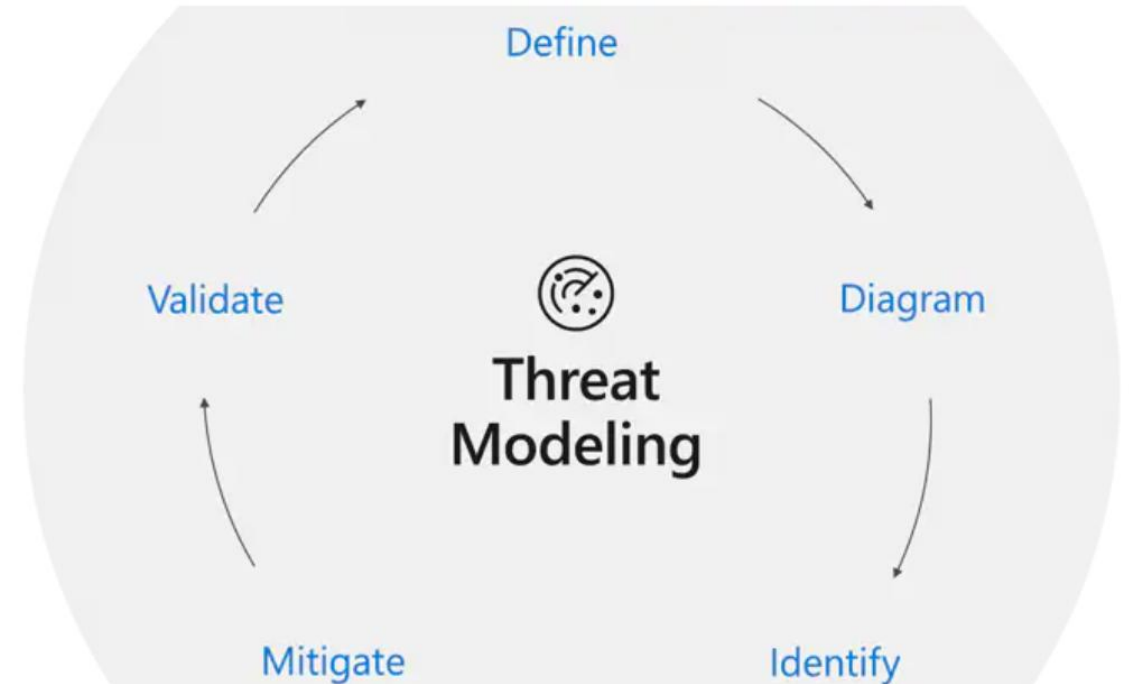 Define
Validate
Diagram
Threat
Modeling
Mitigate
Identify